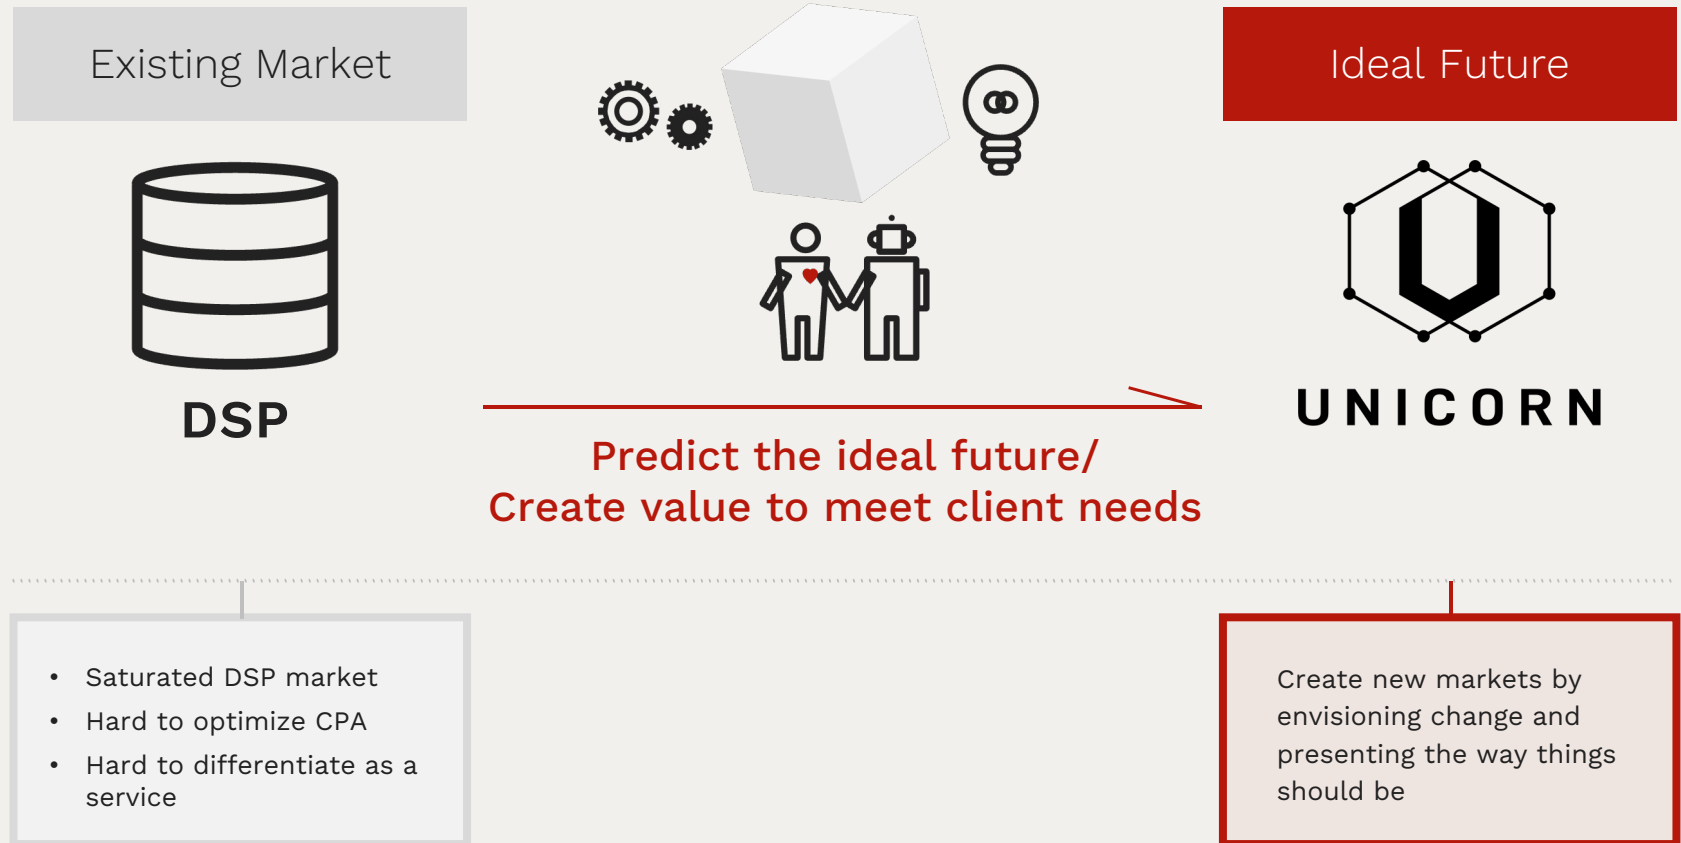 Existing Market
Ideal Future
DSP
UNICORN
Predict the ideal future/
Create value to meet client needs
• Saturated DSP market
• Hard to optimize CPA
• Hard to differentiate as a
service
Create new markets by
envisioning change and
presenting the way things
should be